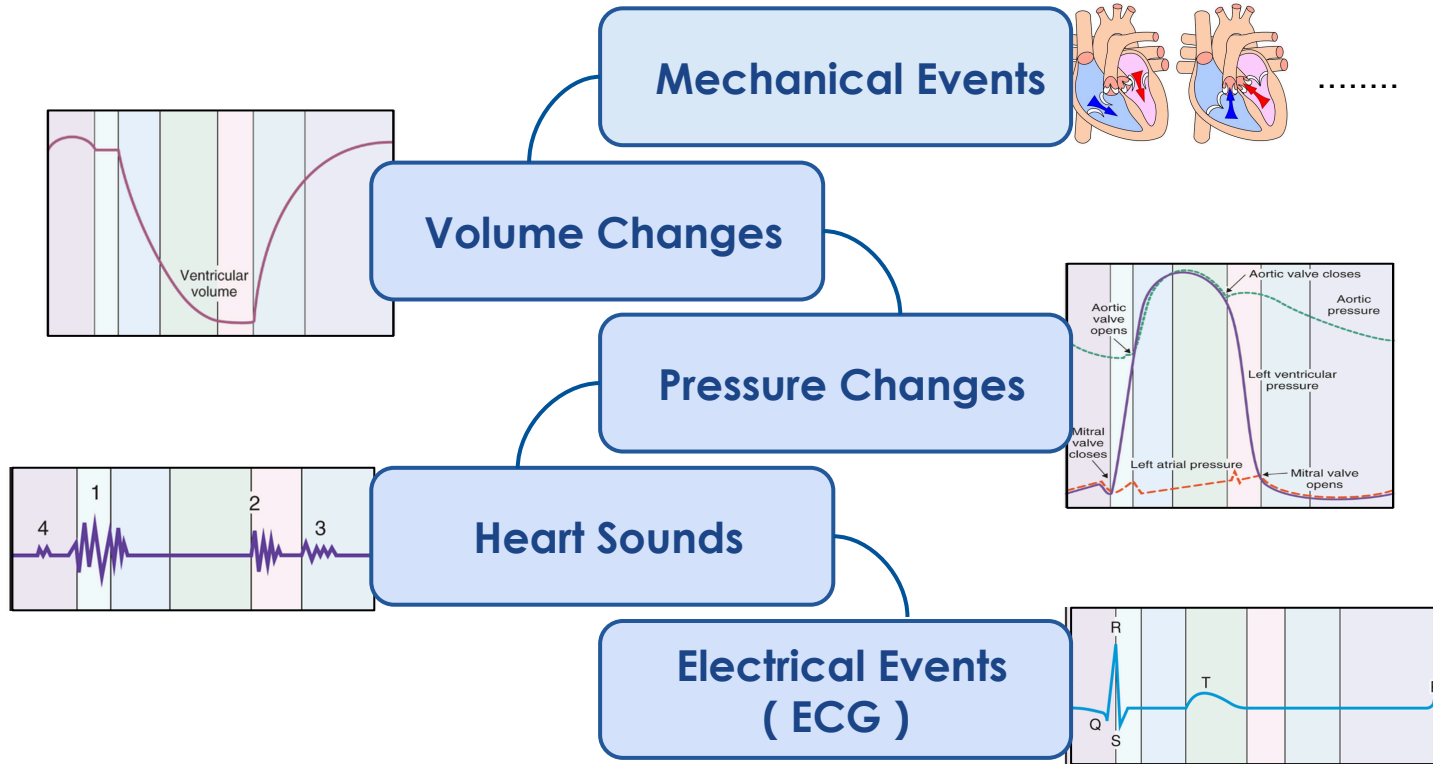 Mechanical Events
........
Volume Changes
Ventricular
volume
Pressure Changes
Aortic valve closes
Aortic
valve
opens
Aortic
pressure
Left ventricular
pressure
Mitral
valve
closes
Left atrial pressure
Mitral valve
opens
Heart Sounds
4
1
2
3
Electrical Events
( ECG )
R
Q
S
T